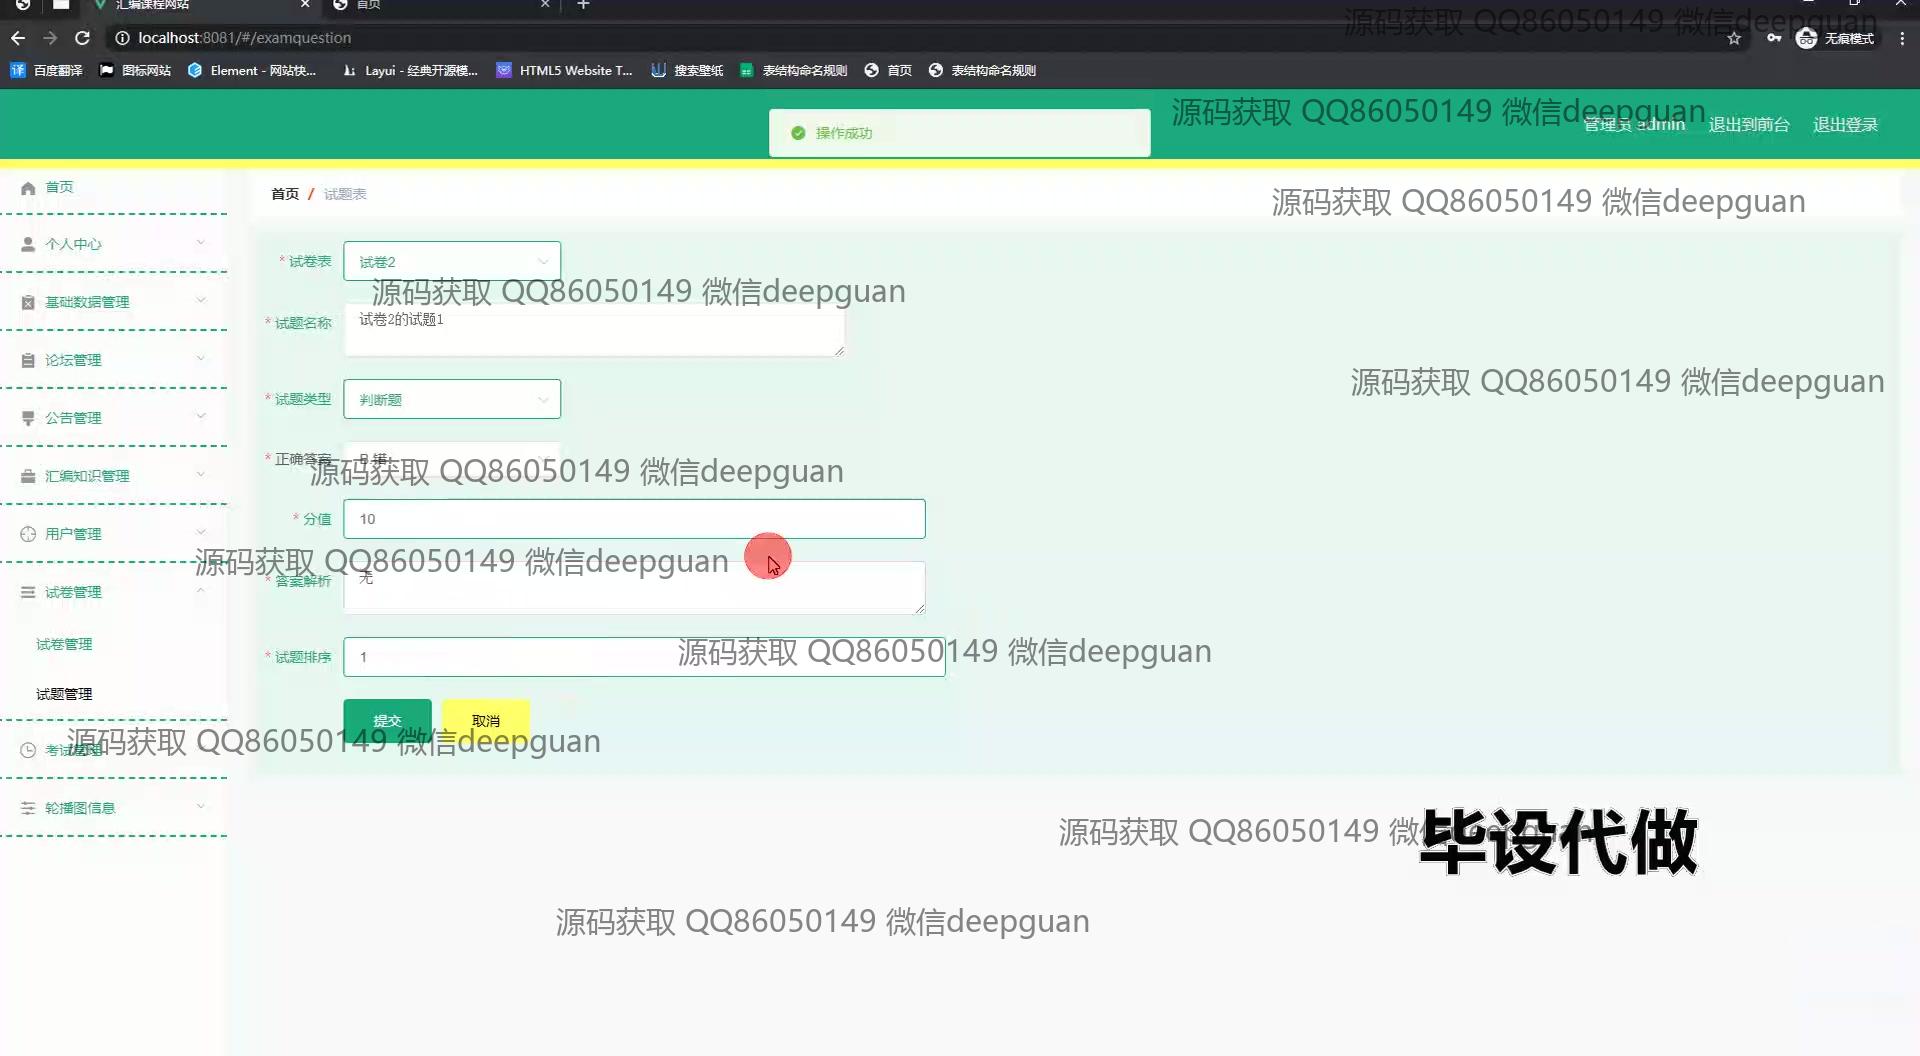 汇编课程网站
首页
localhost:8081/#/examquestion
无痕模式
百度翻译
图标网站
Element - 网站快...
Layui - 经典开源模...
HTML5 Website T...
搜索壁纸
表结构命名规则
首页
表结构命名规则
源码获取 QQ86050149 微信deepguan
操作成功
源码获取 QQ86050149 微信deepguan
管理员 admin
退出到前台
退出登录
首页
个人中心
基础数据管理
论坛管理
公告管理
汇编知识管理
用户管理
试卷管理
试卷管理
试题管理
轮播图信息
首页 / 试题表
源码获取 QQ86050149 微信deepguan
* 试卷表 试卷2
源码获取 QQ86050149 微信deepguan
* 试题名称 试卷2的试题1
源码获取 QQ86050149 微信deepguan
* 试题类型 判断题
* 正确答案
源码获取 QQ86050149 微信deepguan
* 分值 10
源码获取 QQ86050149 微信deepguan
* 答案解析 无
* 试题排序 1
源码获取 QQ86050149 微信deepguan
提交
取消
源码获取 QQ86050149 微信deepguan
源码获取 QQ86050149
毕设代做
源码获取 QQ86050149 微信deepguan